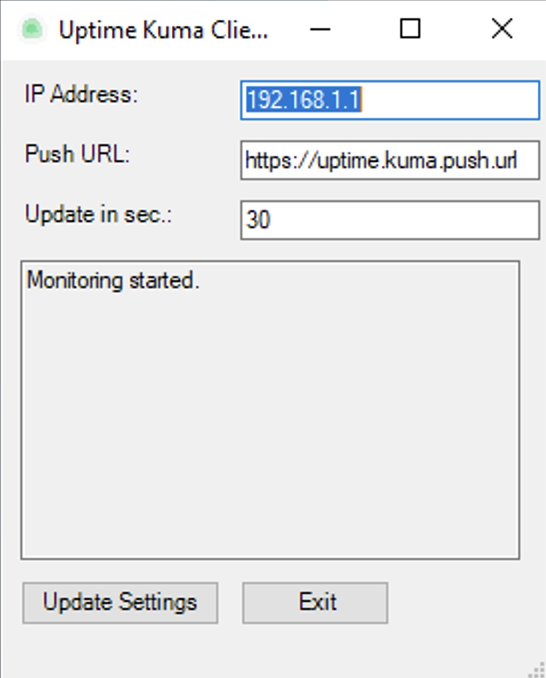 Uptime Kuma Clie...
IP Address: 192.168.1.1
Push URL: https://uptime.kuma.push.url
Update in sec.: 30
Monitoring started.
Update Settings Exit